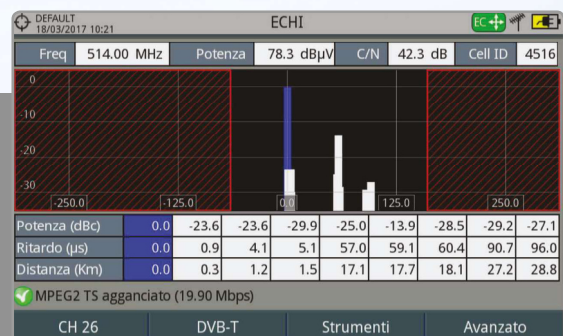 DEFAULT
18/03/2017 10:21
ECHI
EC
Freq 514.00 MHz Potenza 78.3 dBµV C/N 42.3 dB Cell ID 4516
0
-10
-20
-30
-250.0 -125.0 0.0 125.0 250.0
Potenza (dBc) 0.0 -23.6 -23.6 -29.9 -25.0 -13.9 -28.5 -29.2 -27.1
Ritardo (µs) 0.0 0.9 4.1 5.1 57.0 59.1 60.4 90.7 96.0
Distanza (Km) 0.0 0.3 1.2 1.5 17.1 17.7 18.1 27.2 28.8
MPEG2 TS agganciato (19.90 Mbps)
CH 26 DVB-T Strumenti Avanzato